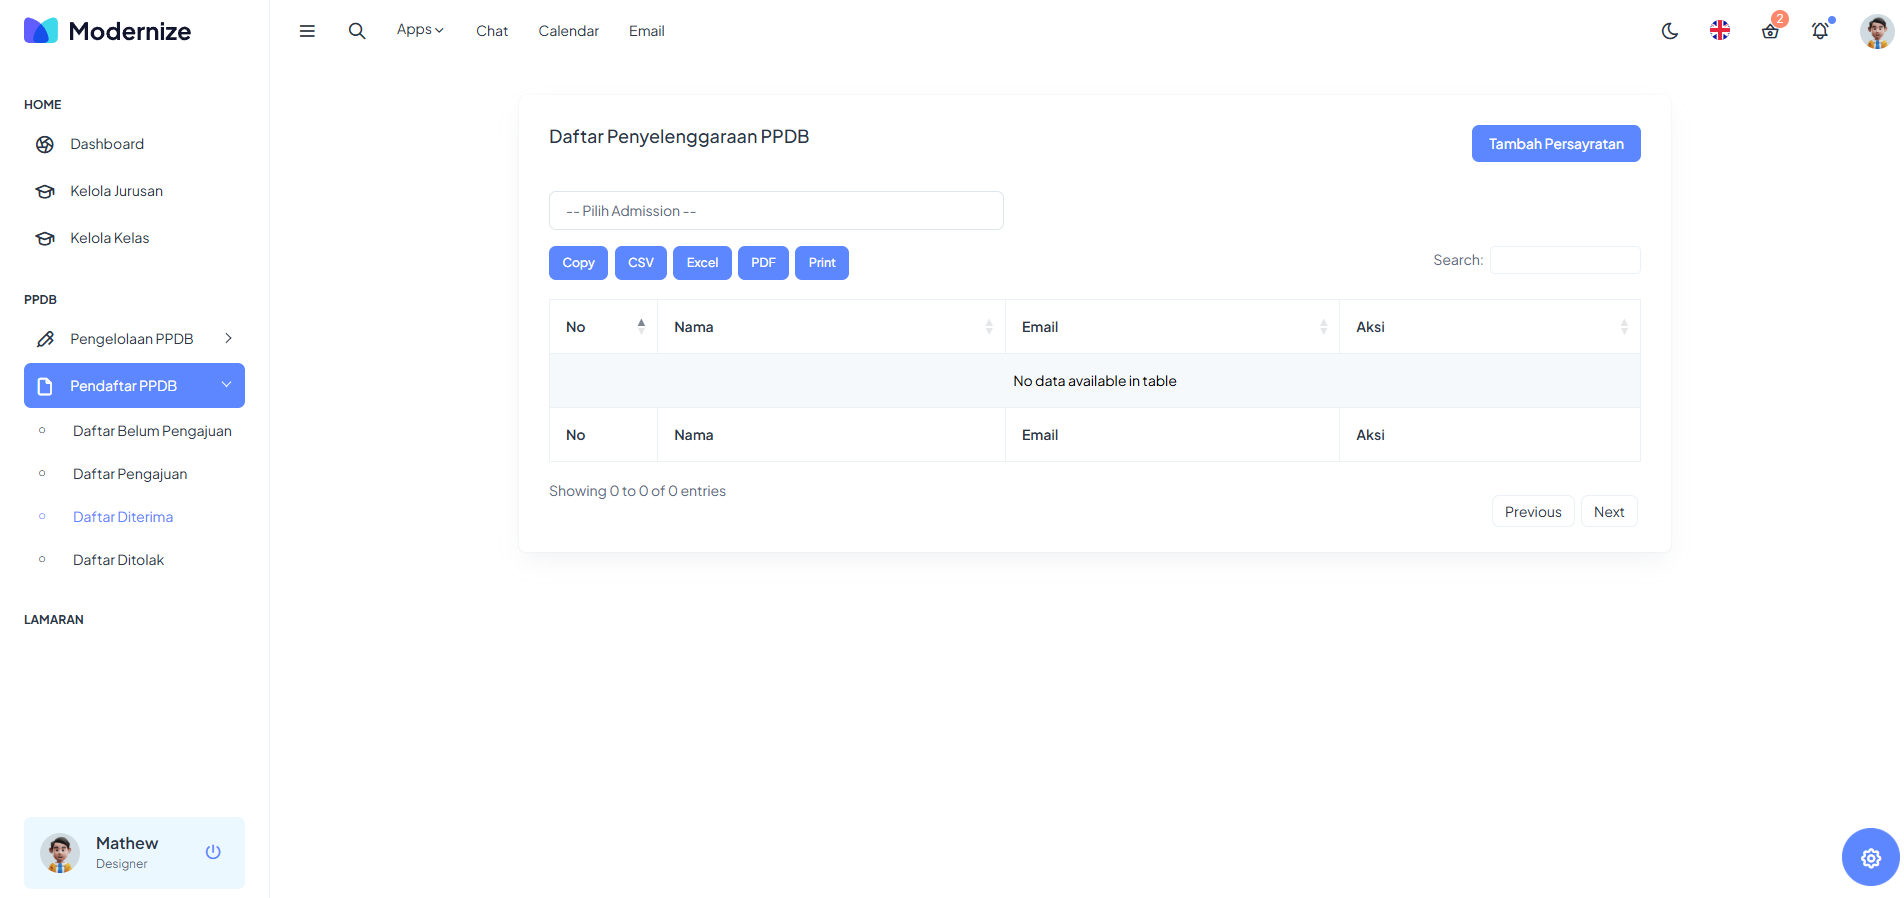 Modernize
Apps
Chat
Calendar
Email
2
HOME
Dashboard
Kelola Jurusan
Kelola Kelas
PPDB
Pengelolaan PPDB
Pendaftar PPDB
Daftar Belum Pengajuan
Daftar Pengajuan
Daftar Diterima
Daftar Ditolak
LAMARAN
Mathew
Designer
Daftar Penyelenggaraan PPDB
Tambah Persayratan
-- Pilih Admission --
Copy CSV Excel PDF Print
Search:
No Nama Email Aksi
No data available in table
No Nama Email Aksi
Showing 0 to 0 of 0 entries
Previous Next